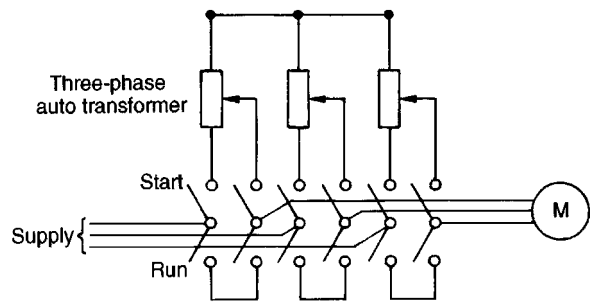 Three-phase
auto transformer
Start
M
Supply
Run